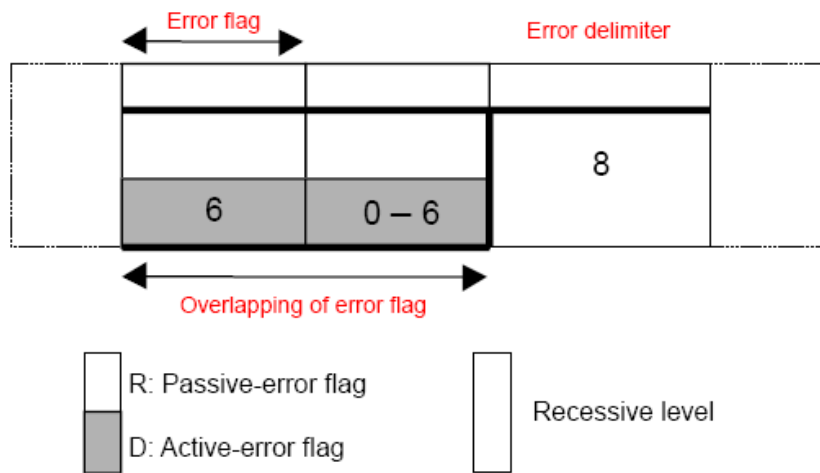 Error flag
Error delimiter
8
6
0 – 6
Overlapping of error flag
R: Passive-error flag
Recessive level
D: Active-error flag